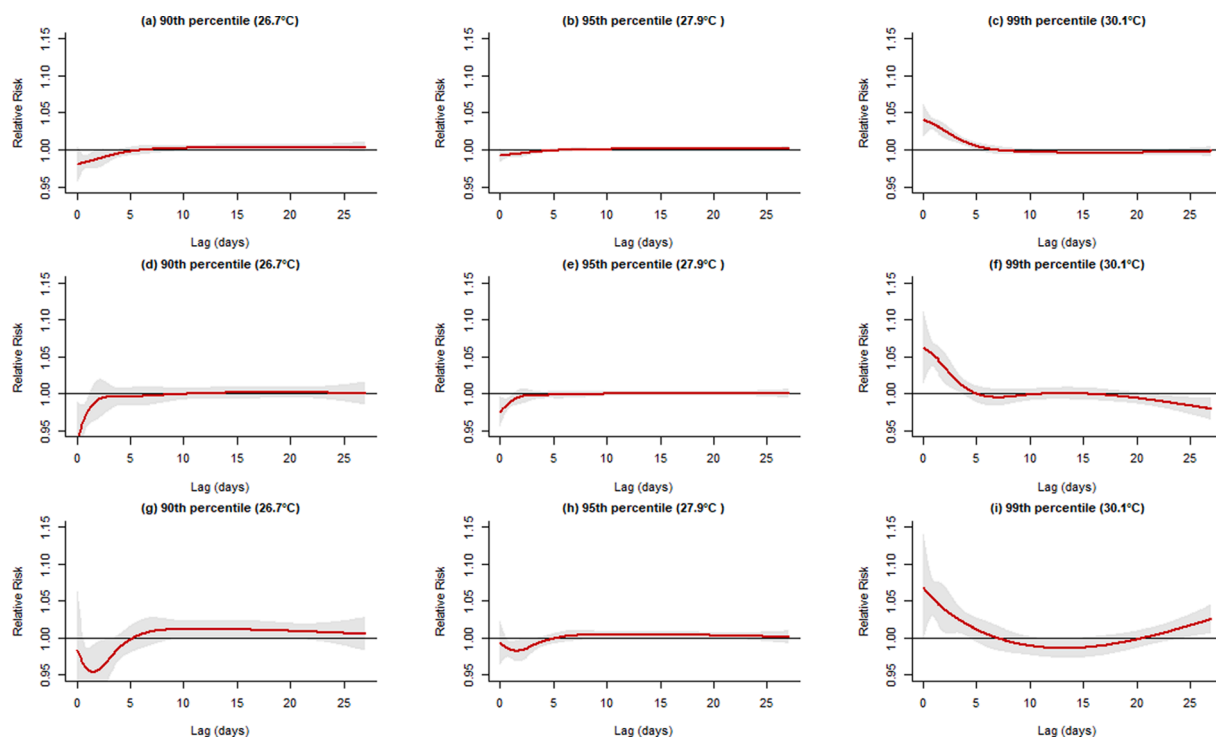 (a) 90th percentile (26.7°C)
(b) 95th percentile (27.9°C )
(c) 99th percentile (30.1°C)
Relative Risk
0.95 1.00 1.05 1.10 1.15
0 5 10 15 20 25
Lag (days)
Relative Risk
0.95 1.00 1.05 1.10 1.15
0 5 10 15 20 25
Lag (days)
Relative Risk
0.95 1.00 1.05 1.10 1.15
0 5 10 15 20 25
Lag (days)
(d) 90th percentile (26.7°C)
(e) 95th percentile (27.9°C )
(f) 99th percentile (30.1°C)
Relative Risk
0.95 1.00 1.05 1.10 1.15
0 5 10 15 20 25
Lag (days)
Relative Risk
0.95 1.00 1.05 1.10 1.15
0 5 10 15 20 25
Lag (days)
Relative Risk
0.95 1.00 1.05 1.10 1.15
0 5 10 15 20 25
Lag (days)
(g) 90th percentile (26.7°C)
(h) 95th percentile (27.9°C )
(i) 99th percentile (30.1°C)
Relative Risk
0.95 1.00 1.05 1.10 1.15
0 5 10 15 20 25
Lag (days)
Relative Risk
0.95 1.00 1.05 1.10 1.15
0 5 10 15 20 25
Lag (days)
Relative Risk
0.95 1.00 1.05 1.10 1.15
0 5 10 15 20 25
Lag (days)